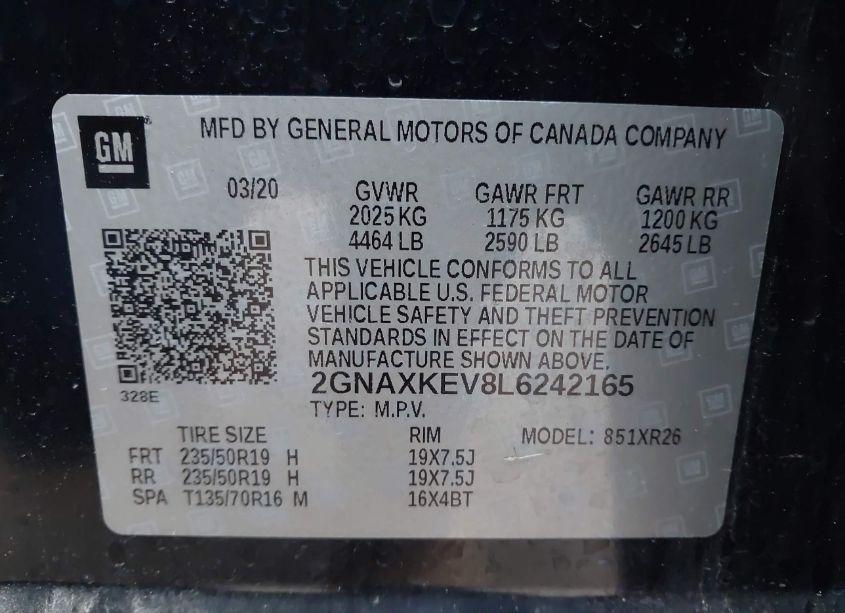 GM
MFD BY GENERAL MOTORS OF CANADA COMPANY
03/20 GVWR GAWR FRT GAWR RR
2025 KG 1175 KG 1200 KG
4464 LB 2590 LB 2645 LB
THIS VEHICLE CONFORMS TO ALL
APPLICABLE U.S. FEDERAL MOTOR
VEHICLE SAFETY AND THEFT PREVENTION
STANDARDS IN EFFECT ON THE DATE OF
MANUFACTURE SHOWN ABOVE.
328E
2GNAXKEV8L6242165
TYPE: M.P.V.
TIRE SIZE RIM MODEL: 851XR26
FRT 235/50R19 H 19X7.5J
RR 235/50R19 H 19X7.5J
SPA T135/70R16 M 16X4BT